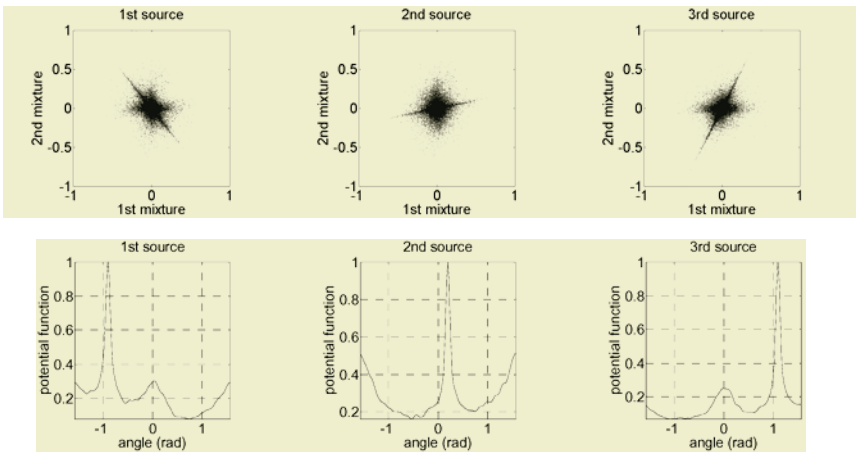 1st source
2nd mixture
1
0.5
0
-0.5
-1
-1
0
1
1st mixture
2nd source
2nd mixture
1
0.5
0
-0.5
-1
-1
0
1
1st mixture
3rd source
2nd mixture
1
0.5
0
-0.5
-1
-1
0
1
1st mixture
1st source
potential function
1
0.8
0.6
0.4
0.2
-1
0
1
angle (rad)
2nd source
potential function
1
0.8
0.6
0.4
0.2
-1
0
1
angle (rad)
3rd source
potential function
1
0.8
0.6
0.4
0.2
-1
0
1
angle (rad)